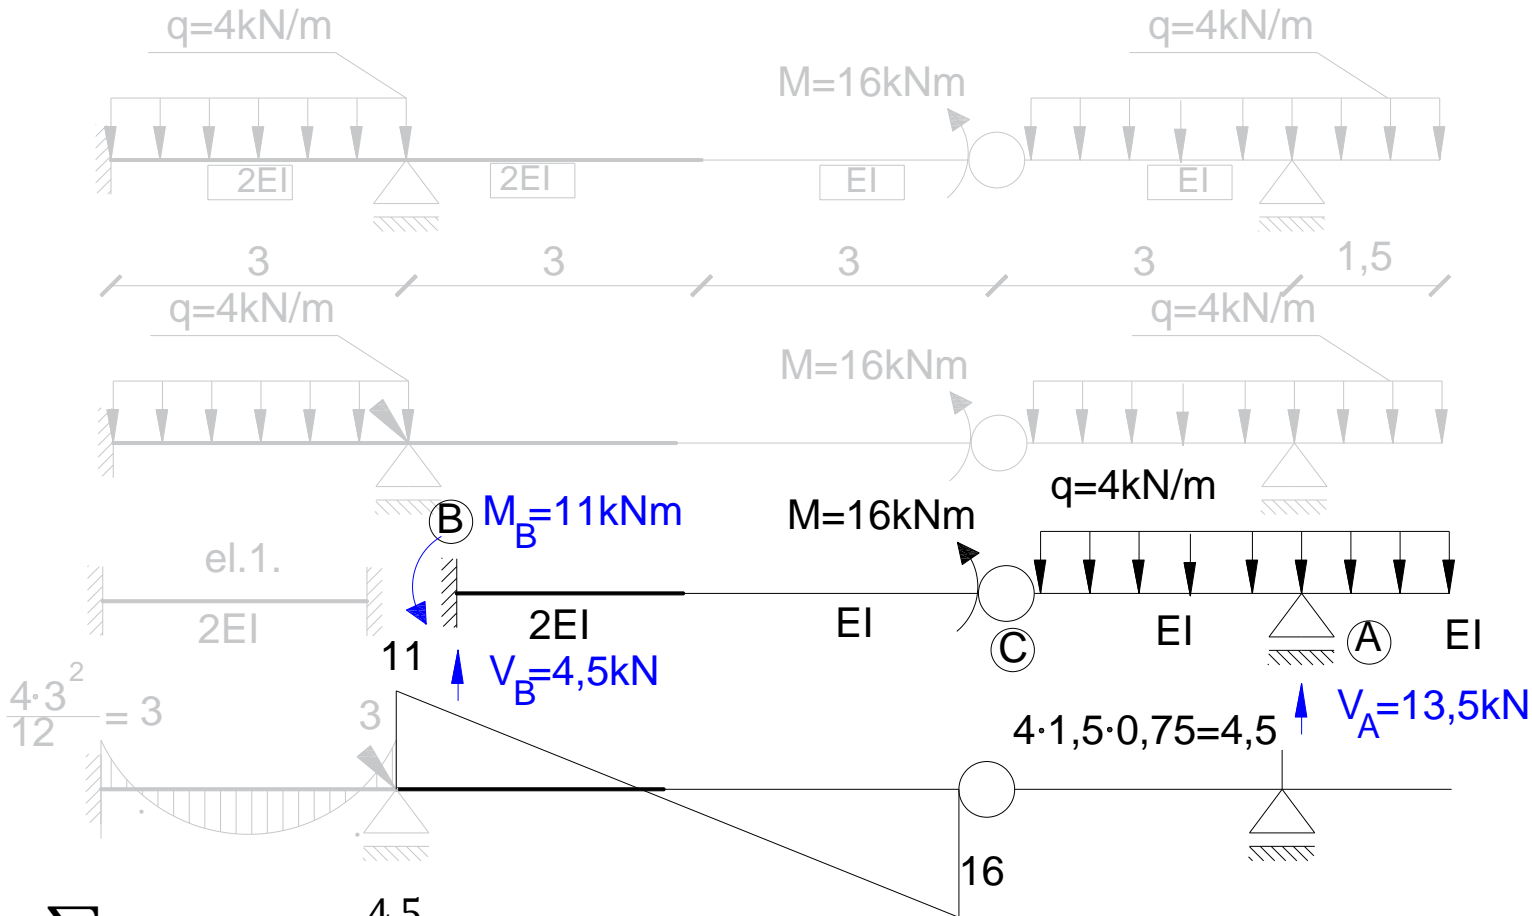 q=4kN/m q=4kN/m
M=16kNm
2EI 2EI EI EI
3 3 3 3 1,5
q=4kN/m q=4kN/m
M=16kNm
q=4kN/m
B M_B=11kNm M=16kNm
el.1.
2EI 2EI EI C EI A EI
11 V_B=4,5kN
4·3²/12 = 3 3 4·1,5·0,75=4,5 V_A=13,5kN
16
4,5